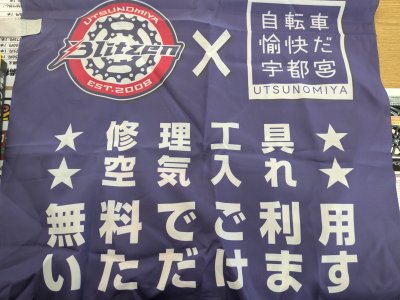 UTSUNOMIYA
Blitzen
EST.2008
X
自転車
愉快だ
宇都宮
UTSUNOMIYA
★ 修理工具 ★
★ 空気入れ ★
無料でご利用
いただけます